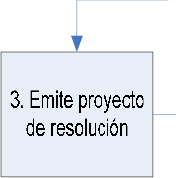 3. Emite proyecto
de resolución